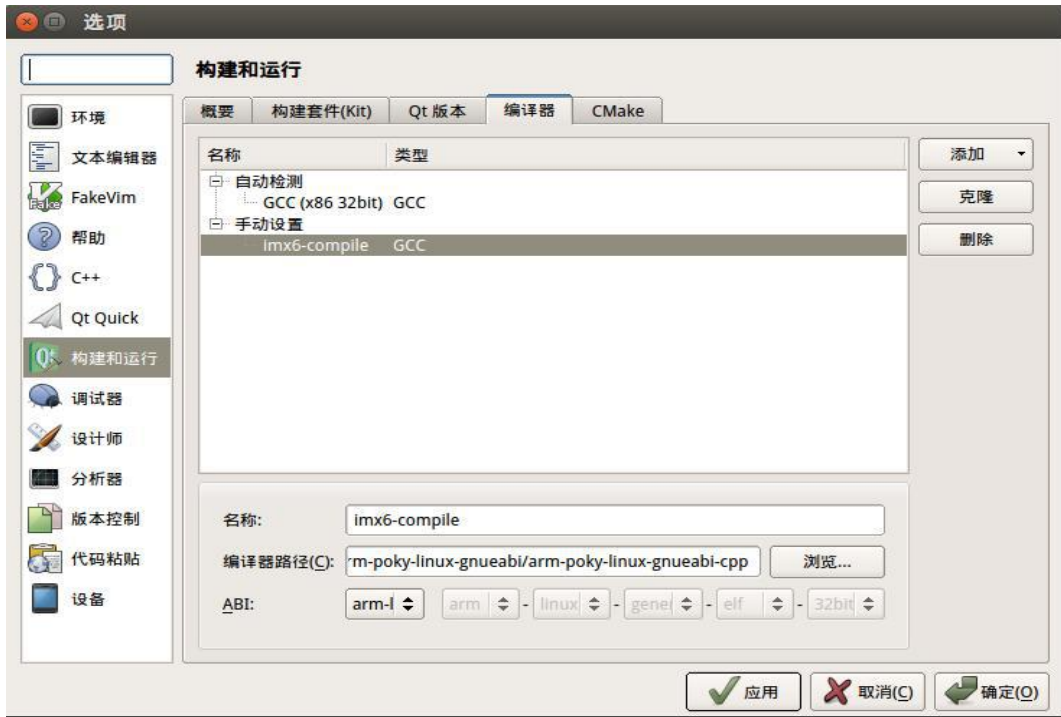 选项
构建和运行
环境
文本编辑器
FakeVim
帮助
C++
Qt Quick
构建和运行
调试器
设计师
分析器
版本控制
代码粘贴
设备
概要 构建套件(Kit) Qt 版本 编译器 CMake
名称 类型
自动检测
GCC (x86 32bit) GCC
手动设置
imx6-compile GCC
添加
克隆
删除
名称: imx6-compile
编译器路径(C): rm-poky-linux-gnueabi/arm-poky-linux-gnueabi-cpp 浏览...
ABI: arm-l arm - linux - gene - elf - 32bit
应用 取消(C) 确定(O)